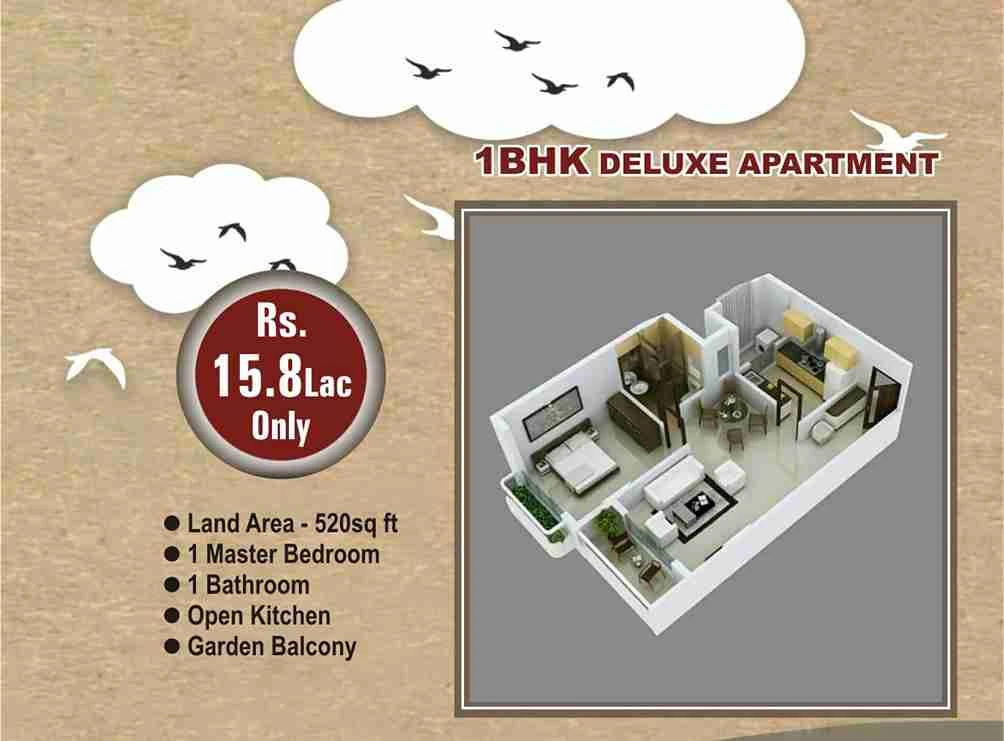 1BHK DELUXE APARTMENT
Rs.
15.8Lac
Only
● Land Area - 520sq ft
● 1 Master Bedroom
● 1 Bathroom
● Open Kitchen
● Garden Balcony